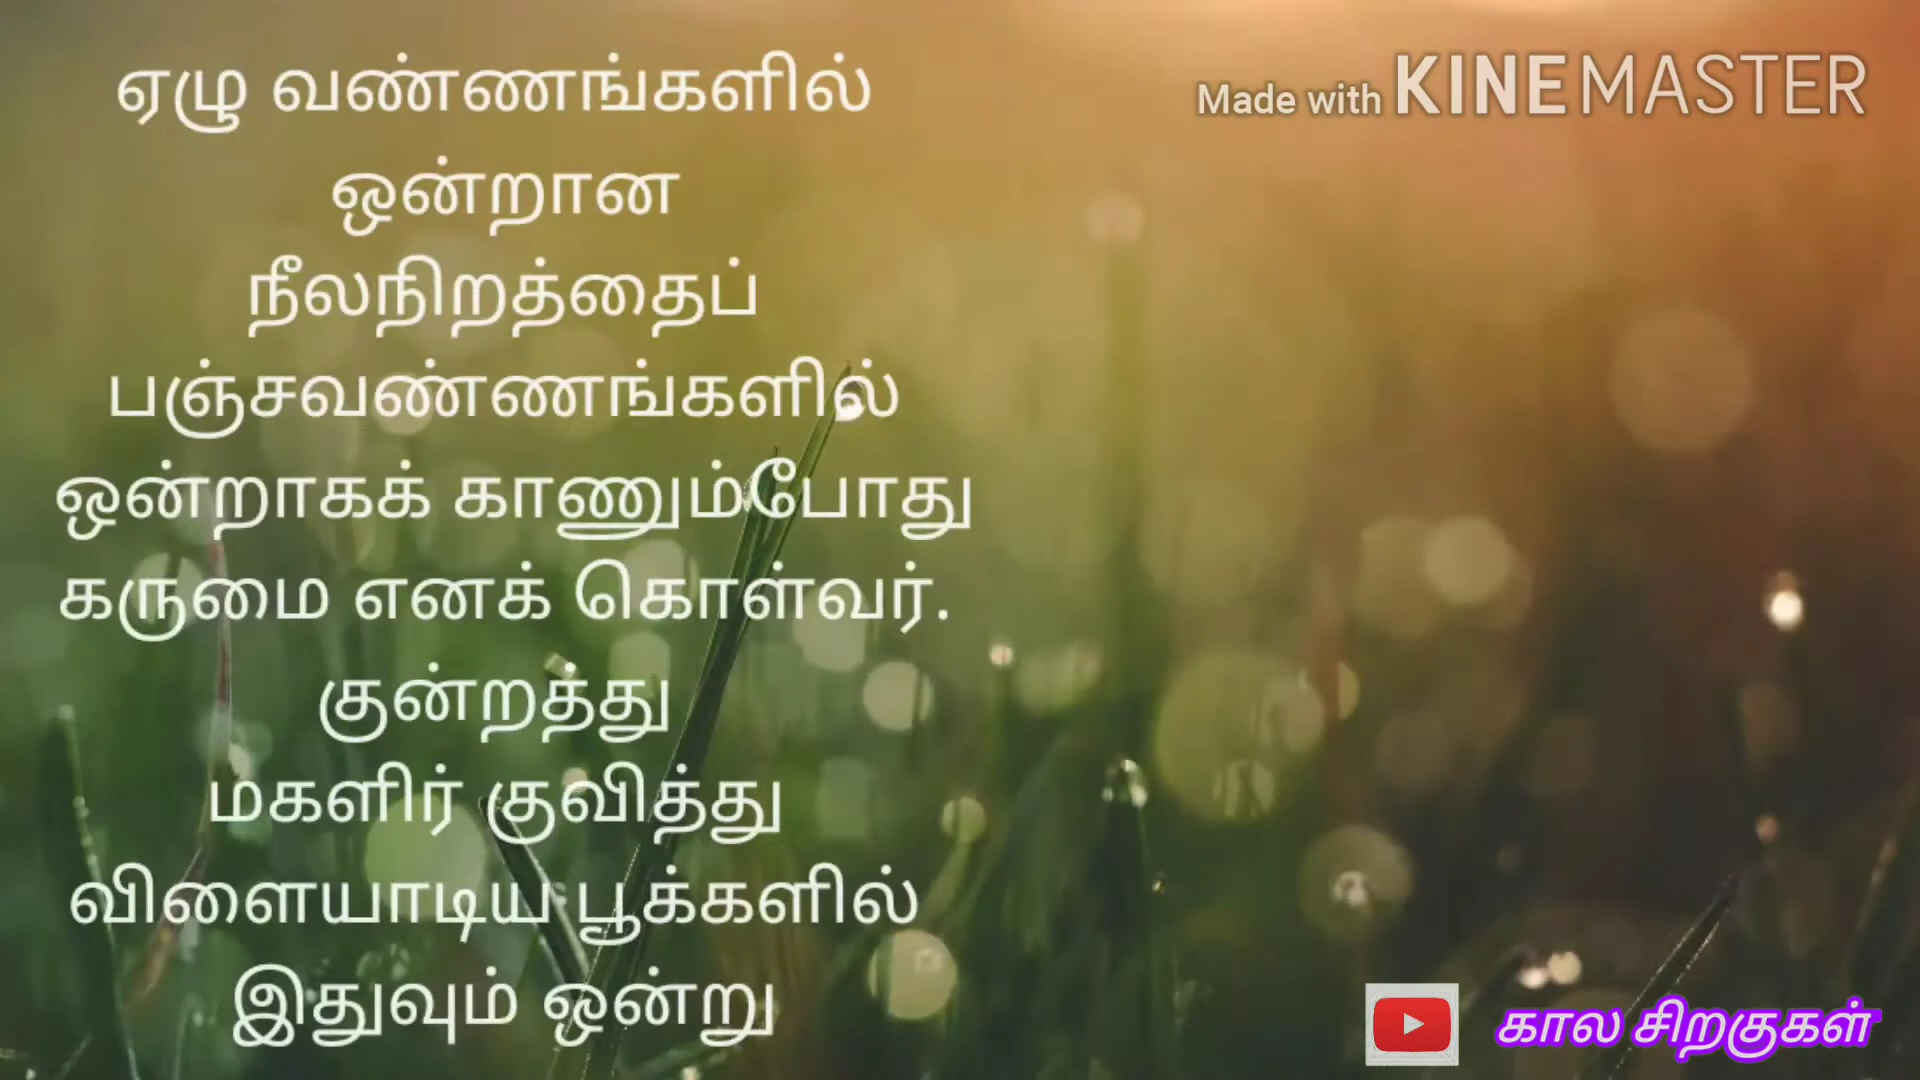 ஏழு வண்ணங்களில்
ஒன்றான
நீலநிறத்தைப்
பஞ்சவண்ணங்களில்
ஒன்றாகக் காணும்போது
கருமை எனக் கொள்வர்.
குன்றத்து
மகளிர் குவித்து
விளையாடிய பூக்களில்
இதுவும் ஒன்று
Made with KINEMASTER
கால சிறகுகள்